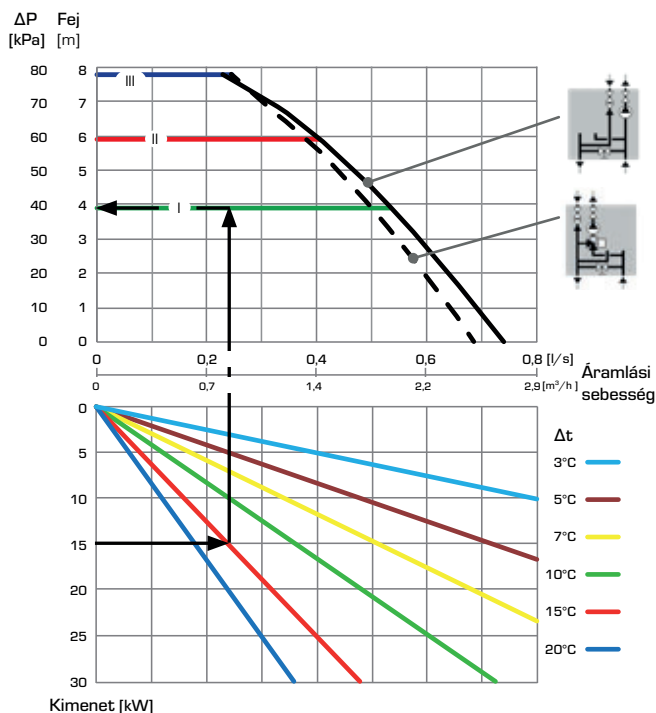 ΔP Fej
[kPa] [m]
80 8
III
70 7
60 6
II
50 5
40 4
I
30 3
20 2
10 1
0 0
0 0,2 0,4 0,6 0,8 [l/s]
0 0,7 1,4 2,2 2,9 [m³/h]
Áramlási
sebesség
0
5
10
15
20
25
30
Δt
3°C
5°C
7°C
10°C
15°C
20°C
Kimenet [kW]